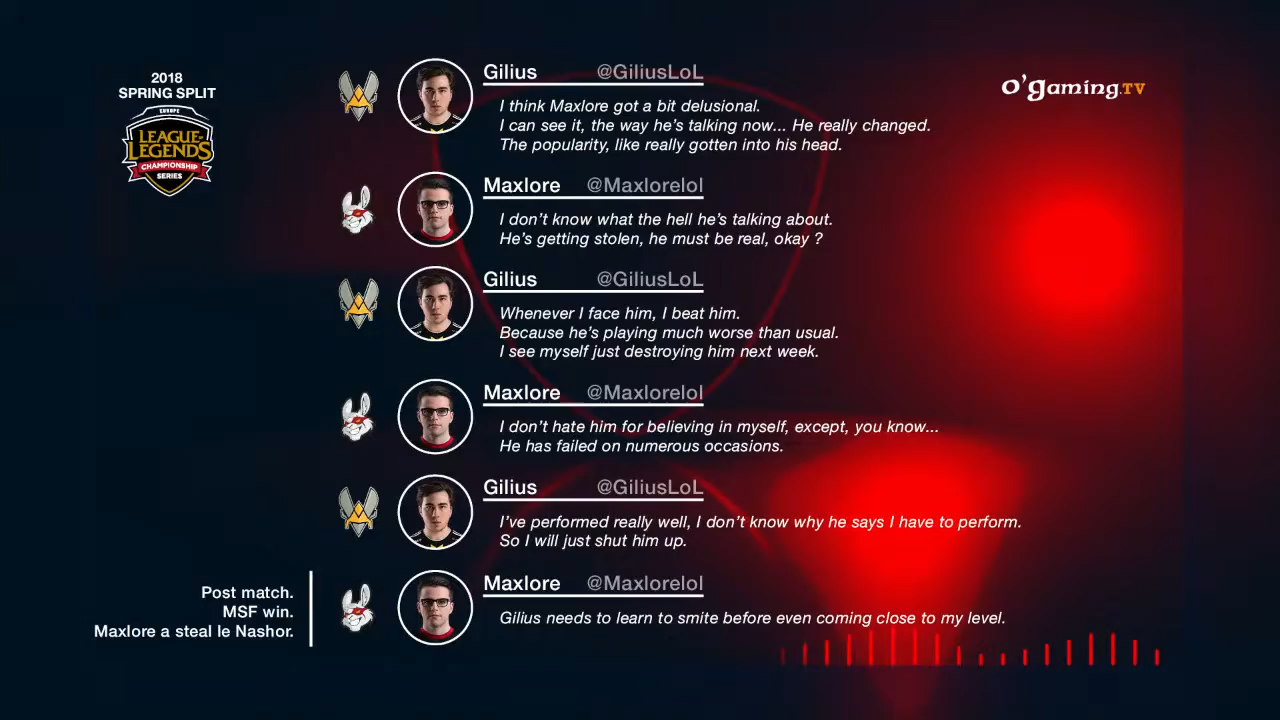 2018
SPRING SPLIT
EUROPE
LEAGUE OF
LEGENDS
CHAMPIONSHIP
SERIES
O'gaming.TV
Gilius @GiliusLoL
I think Maxlore got a bit delusional.
I can see it, the way he's talking now... He really changed.
The popularity, like really gotten into his head.
Maxlore @Maxlorelol
I don't know what the hell he's talking about.
He's getting stolen, he must be real, okay ?
Gilius @GiliusLoL
Whenever I face him, I beat him.
Because he's playing much worse than usual.
I see myself just destroying him next week.
Maxlore @Maxlorelol
I don't hate him for believing in myself, except, you know...
He has failed on numerous occasions.
Gilius @GiliusLoL
I've performed really well, I don't know why he says I have to perform.
So I will just shut him up.
Post match.
MSF win.
Maxlore a steal le Nashor.
Maxlore @Maxlorelol
Gilius needs to learn to smite before even coming close to my level.